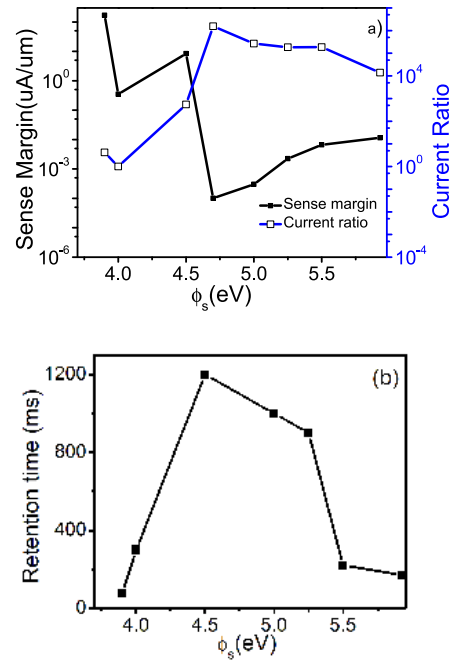 a)
Sense Margin(uA/um)
10^0
10^-3
10^-6
Current Ratio
10^4
10^0
10^-4
Sense margin
Current ratio
4.0 4.5 5.0 5.5
ϕ_s(eV)
(b)
Retention time (ms)
1200
800
400
0
4.0 4.5 5.0 5.5
ϕ_s(eV)